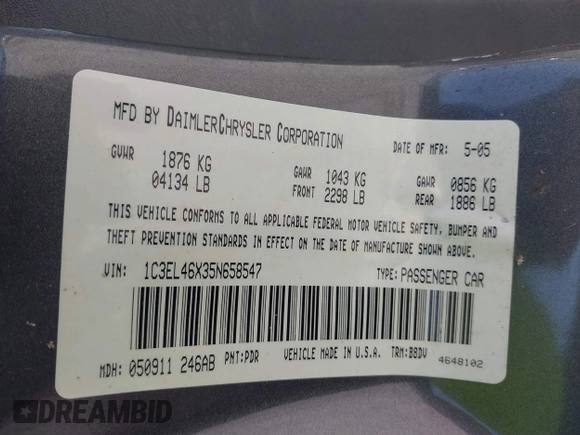 MFD BY DAIMLERCHRYSLER CORPORATION
DATE OF MFR: 5-05
GVWR 1876 KG 04134 LB
GAWR FRONT 1043 KG 2298 LB
GAWR REAR 0856 KG 1886 LB
THIS VEHICLE CONFORMS TO ALL APPLICABLE FEDERAL MOTOR VEHICLE SAFETY, BUMPER AND
THEFT PREVENTION STANDARDS IN EFFECT ON THE DATE OF MANUFACTURE SHOWN ABOVE.
VIN: 1C3EL46X35N658547 TYPE: PASSENGER CAR
MDH: 050911 246AB PNT: PDR VEHICLE MADE IN U.S.A. TRM: B8DV 4648102
DREAMBID